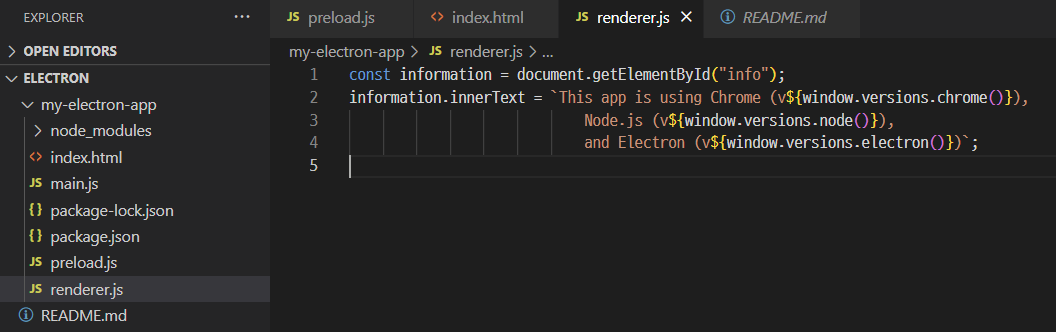 EXPLORER ...
OPEN EDITORS
ELECTRON
my-electron-app
node_modules
<> index.html
JS main.js
{} package-lock.json
{} package.json
JS preload.js
JS renderer.js
README.md
JS preload.js <> index.html JS renderer.js × README.md
my-electron-app > JS renderer.js > ...
1 const information = document.getElementById("info");
2 information.innerText = `This app is using Chrome (v${window.versions.chrome()}),
3 Node.js (v${window.versions.node()}),
4 and Electron (v${window.versions.electron()})`;
5